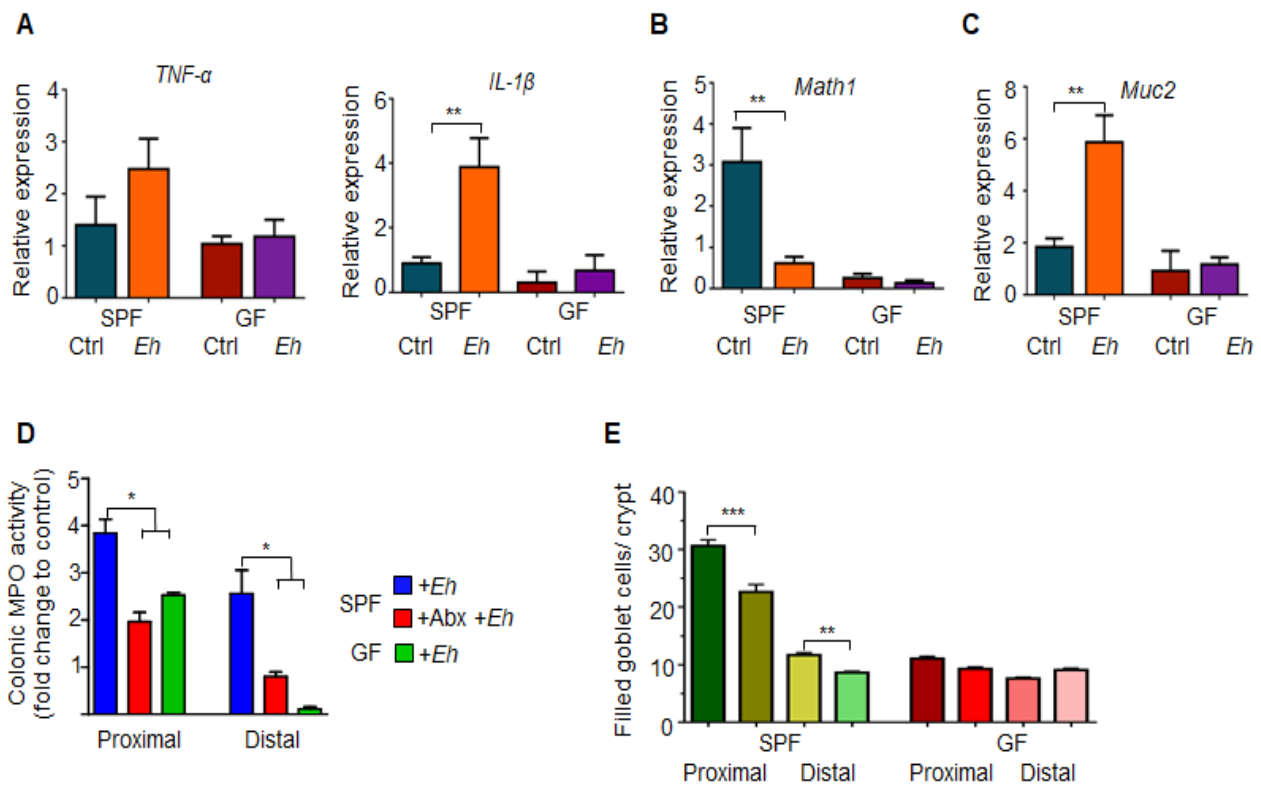 A
TNF-α
Relative expression
4
3
2
1
0
SPF
GF
Ctrl Eh Ctrl Eh
IL-1β
Relative expression
6
4
2
0
**
SPF
GF
Ctrl Eh Ctrl Eh
B
Math1
Relative expression
5
4
3
2
1
0
**
SPF
GF
Ctrl Eh Ctrl Eh
C
Muc2
Relative expression
8
6
4
2
0
**
SPF
GF
Ctrl Eh Ctrl Eh
D
Colonic MPO activity
(fold change to control)
5
4
3
2
1
*
*
Proximal
Distal
SPF
+Eh
+Abx +Eh
GF
+Eh
E
Filled goblet cells/ crypt
40
30
20
10
0
***
**
SPF
GF
Proximal Distal Proximal Distal